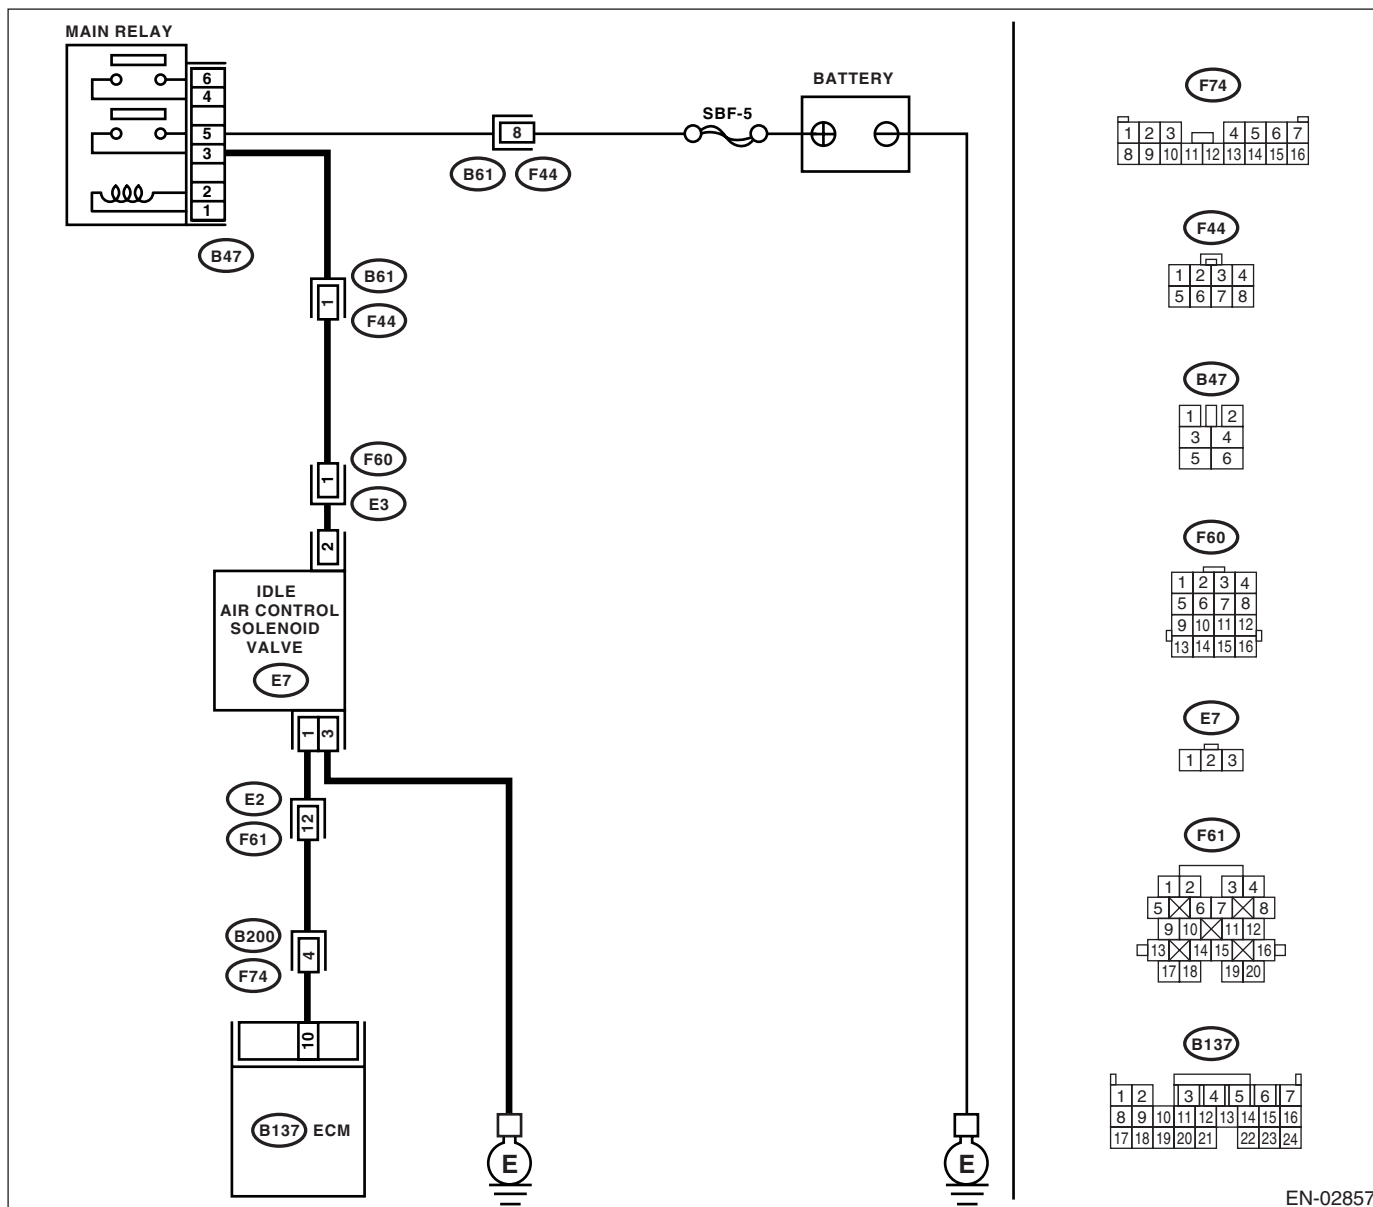 MAIN RELAY
6
4
5
3
2
1
B47
8
B61 F44
SBF-5
BATTERY
1
B61
F44
1
F60
E3
2
IDLE
AIR CONTROL
SOLENOID
VALVE
E7
1 3
E2
12
F61
B200
4
F74
10
B137 ECM
E
E
F74
1 2 3 4 5 6 7
8 9 10 11 12 13 14 15 16
F44
1 2 3 4
5 6 7 8
B47
1 2
3 4
5 6
F60
1 2 3 4
5 6 7 8
9 10 11 12
13 14 15 16
E7
1 2 3
F61
1 2 3 4
5 6 7 8
9 10 11 12
13 14 15 16
17 18 19 20
B137
1 2 3 4 5 6 7
8 9 10 11 12 13 14 15 16
17 18 19 20 21 22 23 24
EN-02857